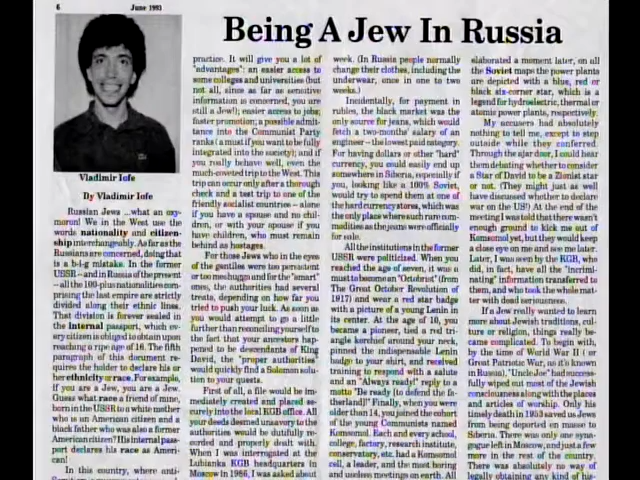 6
June 1993
Being A Jew In Russia
Vladimir Iofe
By Vladimir Iofe
Russian Jews ...what an oxy-
moron! We in the West use the
words nationality and citizen-
ship interchangeably. As far as the
Russians are concerned, doing that
is a b-i-g mistake. In the former
USSR – and in Russia of the present
– all the 100-plus nationalities com-
prising the last empire are strictly
divided along their ethnic lines.
That division is forever sealed in
the internal passport, which ev-
ery citizen is obliged to obtain upon
reaching a ripe age of 16. The fifth
paragraph of this document re-
quires the holder to declare his or
her ethnicity or race. For example,
if you are a Jew, you are a Jew.
Guess what race a friend of mine,
born in the USSR to a white mother
who is an American citizen and a
black father who was also a former
American citizen? His internal pass-
port declares his race as Ameri-
can!
In this country, where anti-
practice. It will give you a lot of
"advantages": an easier access to
some colleges and universities (but
not all, since as far as sensitive
information is concerned, you are
still a Jew!); easier access to jobs;
faster promotion; a possible admit-
tance into the Communist Party
ranks (a must if you want to be fully
integrated into the society); and if
you really behave well, even the
much-coveted trip to the West. This
trip can occur only after a thorough
check and a test trip to one of the
friendly socialist countries – alone
if you have a spouse and no chil-
dren, or with your spouse if you
have children, who must remain
behind as hostages.
For those Jews who in the eyes
of the gentiles were too persistent
or too meshugga and for the "smart"
ones, the authorities had several
treats, depending how far you
tried to push your luck. As soon as
you would attempt to go a little
further than reconciling yourself to
the fact that your ancestors hap-
pened to be descendants of King
David, the "proper authorities"
would quickly find a Solomon solu-
tion to your quests.
First of all, a file would be im-
mediately created and placed se-
curely into the local KGB office. All
your deeds demeanavory to the
authorities would be dutifully re-
corded and properly dealt with.
When I was interrogated at the
Lubianka KGB headquarters in
Moscow in 1986, I was asked about
week. (In Russia people normally
change their clothes, including the
underwear, once in one to two
weeks.)
Incidentally, for payment in
rubles, the black market was the
only source for jeans, which would
fetch a two-months' salary of an
engineer – the lowest paid category.
For having dollars or other "hard"
currency, you could easily end up
somewhere in Siberia, especially if
you, looking like a 100% Soviet,
would try to spend them at one of
the hard currency stores, which was
the only place where such rare com-
modities as the jeans were officially
for sale.
All the institutions in the former
USSR were politicized. When you
reached the age of seven, it was a
must to become an "Octobrist" (from
The Great October Revolution of
1917) and wear a red star badge
with a picture of a young Lenin in
its center. At the age of 10, you
became a pioneer, tied a red tri-
angle kerchief around your neck,
pinned the indispensable Lenin
badge to your shirt, and received
training to respond with a salute
and an "Always ready!" reply to a
motto "Be ready [to defend the fa-
therland]!" Finally, when you were
older than 14, you joined the cohort
of the young Communists named
Komsomol. Each and every school,
college, factory, research institute,
conservatory, etc. had a Komsomol
cell, a leader, and the most boring
and useless meetings on earth. All
elaborated a moment later, on all
the Soviet maps the power plants
are depicted with a blue, red or
black six-corner star, which is a
legend for hydroelectric, thermal or
atomic power plants, respectively.
My accusers had absolutely
nothing to tell me, except to step
outside while they conferred.
Through the ajar door, I could hear
them debating whether to consider
a Star of David to be a Zionist star
or not. (They might just as well
have discussed whether to declare
war on the US!) At the end of the
meeting I was told that there wasn't
enough ground to kick me out of
Komsomol yet, but they would keep
a close eye on me and see me later.
Later, I was seen by the KGB, who
did, in fact, have all the "incrimi-
nating" information transferred to
them, and who took the whole mat-
ter with dead seriousness.
If a Jew really wanted to learn
more about Jewish traditions, cul-
ture or religion, things really be-
came complicated. To begin with,
by the time of World War II (or
Great Patriotic War, as it's known
in Russia), "Uncle Joe" had success-
fully wiped out most of the Jewish
consciousness along with the places
and articles of worship. Only his
timely death in 1953 saved us Jews
from being deported en masse to
Siberia. There was only one syna-
gogue left in Moscow, and just a few
more in the rest of the country.
There was absolutely no way of
legally obtaining any kind of his-